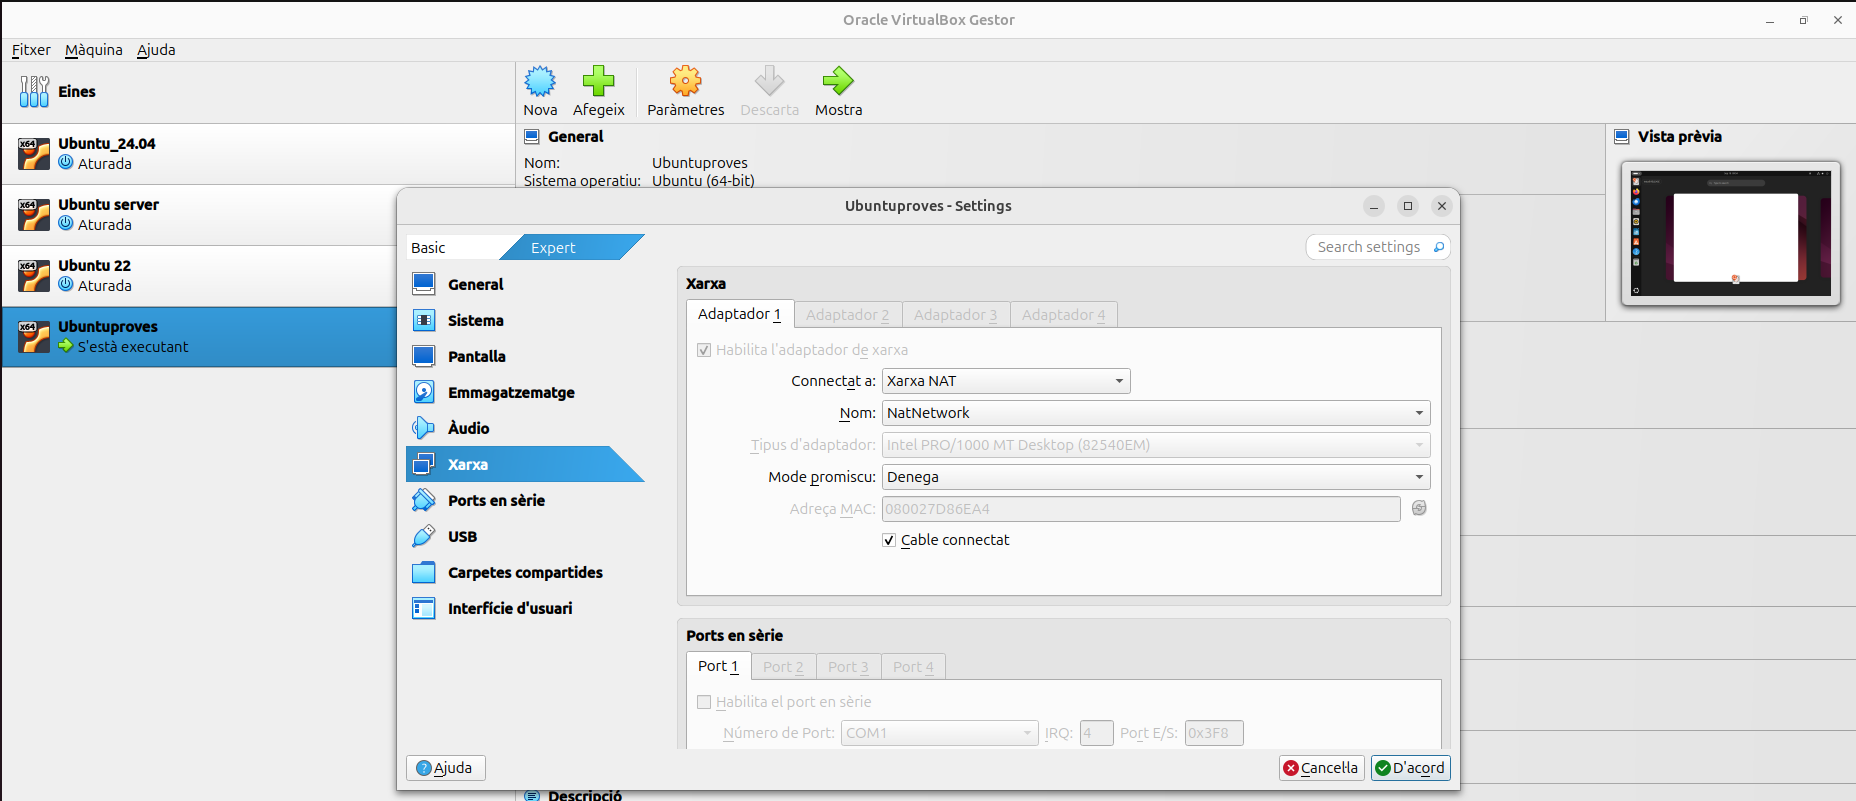 Oracle VirtualBox Gestor
Fitxer Màquina Ajuda
Eines
Nova Afegeix Paràmetres Descarta Mostra
Ubuntu_24.04
Aturada
Ubuntu server
Aturada
Ubuntu 22
Aturada
Ubuntuproves
S'està executant
General
Nom: Ubuntuproves
Sistema operatiu: Ubuntu (64-bit)
Vista prèvia
Ubuntuproves - Settings
Basic Expert
Search settings
General
Sistema
Pantalla
Emmagatzematge
Àudio
Xarxa
Ports en sèrie
USB
Carpetes compartides
Interfície d'usuari
Xarxa
Adaptador 1 Adaptador 2 Adaptador 3 Adaptador 4
Habilita l'adaptador de xarxa
Connectat a: Xarxa NAT
Nom: NatNetwork
Tipus d'adaptador: Intel PRO/1000 MT Desktop (82540EM)
Mode promiscu: Denega
Adreça MAC: 080027D86EA4
Cable connectat
Ports en sèrie
Port 1 Port 2 Port 3 Port 4
Habilita el port en sèrie
Número de Port: COM1 IRQ: 4 Port E/S: 0x3F8
Ajuda
Cancel·la D'acord
Descripció